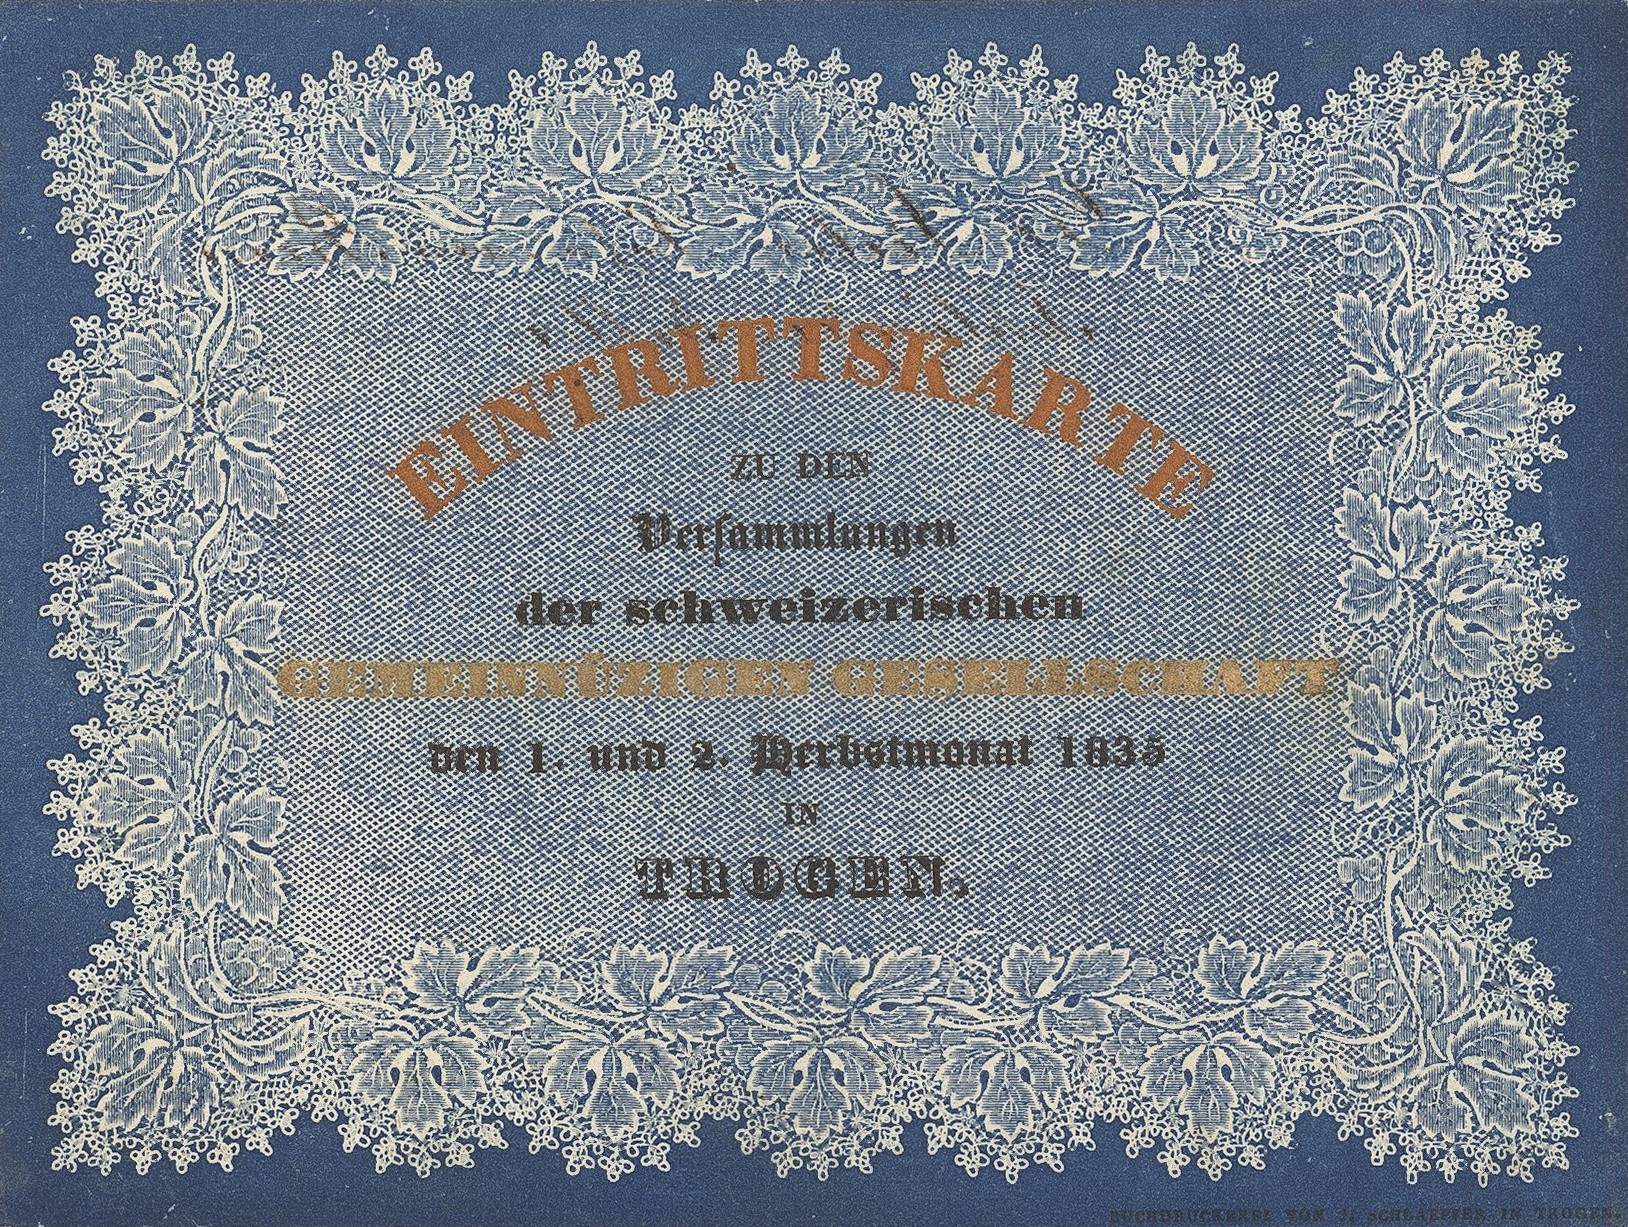 EINTRITTSKARTE
ZU DEN
Verſammlungen
der schweizerischen
GEMEINNÜZIGEN GESELLSCHAFT
den 1. und 2. Herbstmonat 1835
IN
TROGEN.
BUCHDRUCKEREI VON J. SCHLAEPFER IN TROGEN.